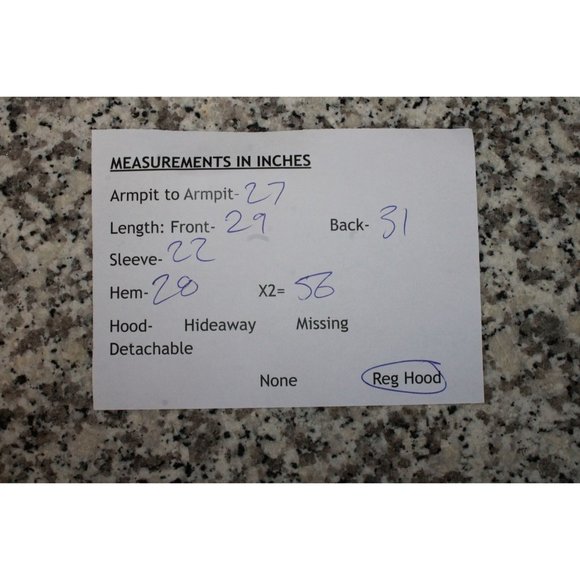 MEASUREMENTS IN INCHES
Armpit to Armpit- 27
Length: Front- 29 Back- 31
Sleeve- 22
Hem- 28 X2= 56
Hood- Hideaway Missing
Detachable
None Reg Hood